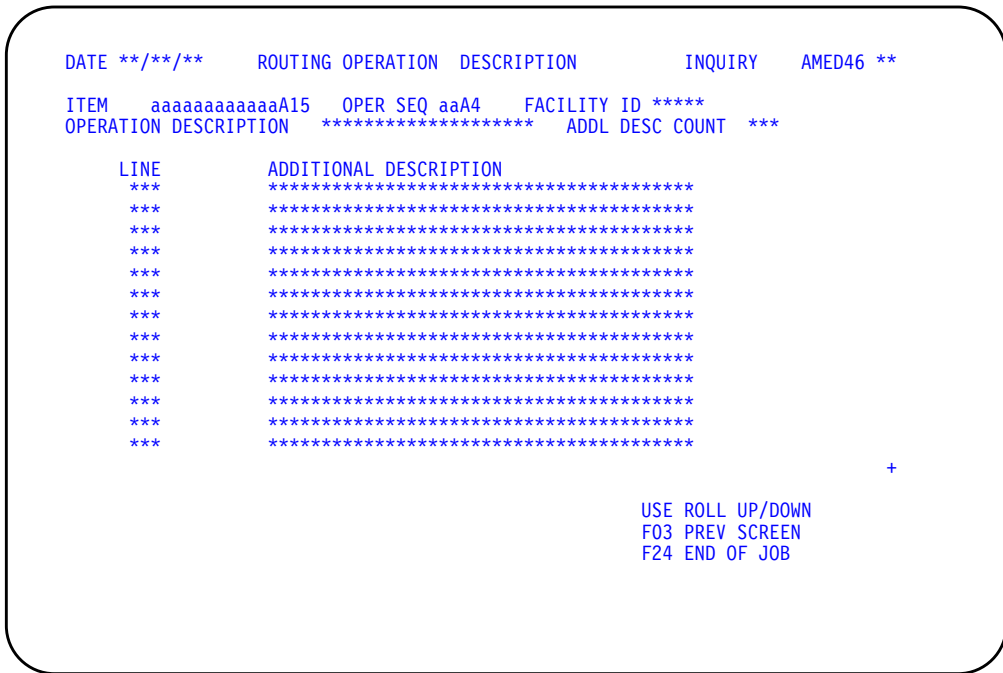 DATE **/**/** ROUTING OPERATION DESCRIPTION INQUIRY AMED46 **
ITEM aaaaaaaaaaaaA15 OPER SEQ aaA4 FACILITY ID *****
OPERATION DESCRIPTION ******************** ADDL DESC COUNT ***
LINE ADDITIONAL DESCRIPTION
*** ****************************************
*** ****************************************
*** ****************************************
*** ****************************************
*** ****************************************
*** ****************************************
*** ****************************************
*** ****************************************
*** ****************************************
*** ****************************************
*** ****************************************
*** ****************************************
*** ****************************************
+
USE ROLL UP/DOWN
F03 PREV SCREEN
F24 END OF JOB